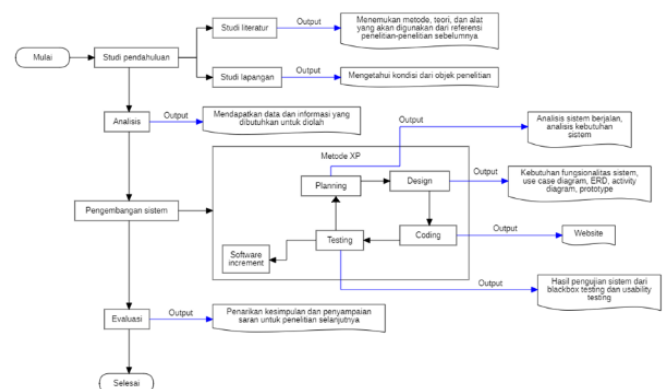 Mulai
Studi pendahuluan
Studi literatur
Output
Menemukan metode, teori, dan alat
yang akan digunakan dari referensi
penelitian-penelitian sebelumnya
Studi lapangan
Output
Mengetahui kondisi dari objek penelitian
Analisis
Output
Mendapatkan data dan informasi yang
dibutuhkan untuk diolah
Output
Analisis sistem berjalan,
analisis kebutuhan
sistem
Pengembangan sistem
Metode XP
Planning
Design
Output
Kebutuhan fungsionalitas sistem,
use case diagram, ERD, activity
diagram, prototype
Testing
Coding
Output
Website
Software
increment
Output
Hasil pengujian sistem dari
blackbox testing dan usability
testing
Evaluasi
Output
Penarikan kesimpulan dan penyampaian
saran untuk penelitian selanjutnya
Selesai